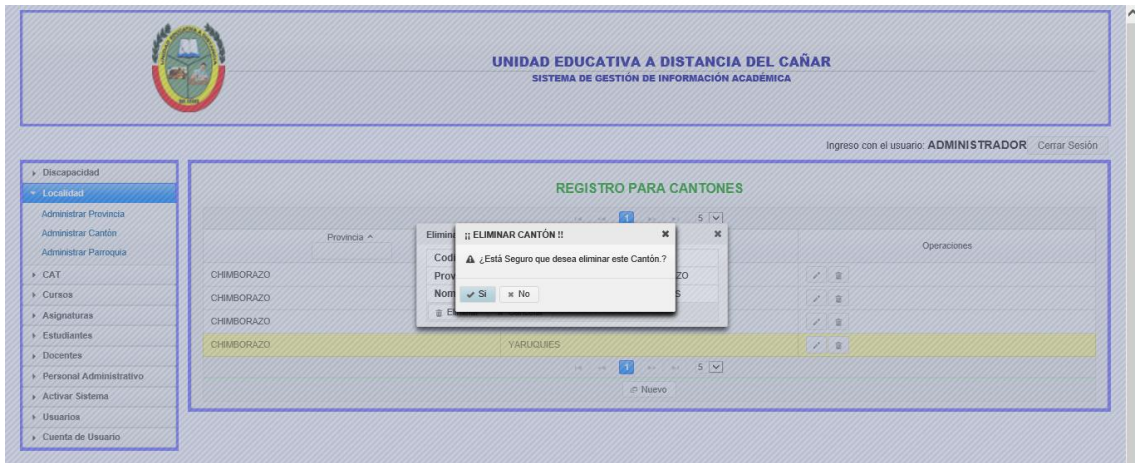 UNIDAD EDUCATIVA A DISTANCIA DEL CAÑAR
SISTEMA DE GESTIÓN DE INFORMACIÓN ACADÉMICA
Ingreso con el usuario: ADMINISTRADOR Cerrar Sesión
Discapacidad
Localidad
Administrar Provincia
Administrar Cantón
Administrar Parroquia
CAT
Cursos
Asignaturas
Estudiantes
Docentes
Personal Administrativo
Activar Sistema
Usuarios
Cuenta de Usuario
REGISTRO PARA CANTONES
1 5
Provincia Operaciones
¡¡ ELIMINAR CANTÓN !!
¿Está Seguro que desea eliminar este Cantón.?
Si No
CHIMBORAZO
CHIMBORAZO
CHIMBORAZO
CHIMBORAZO YARUQUIES
1 5
Nuevo